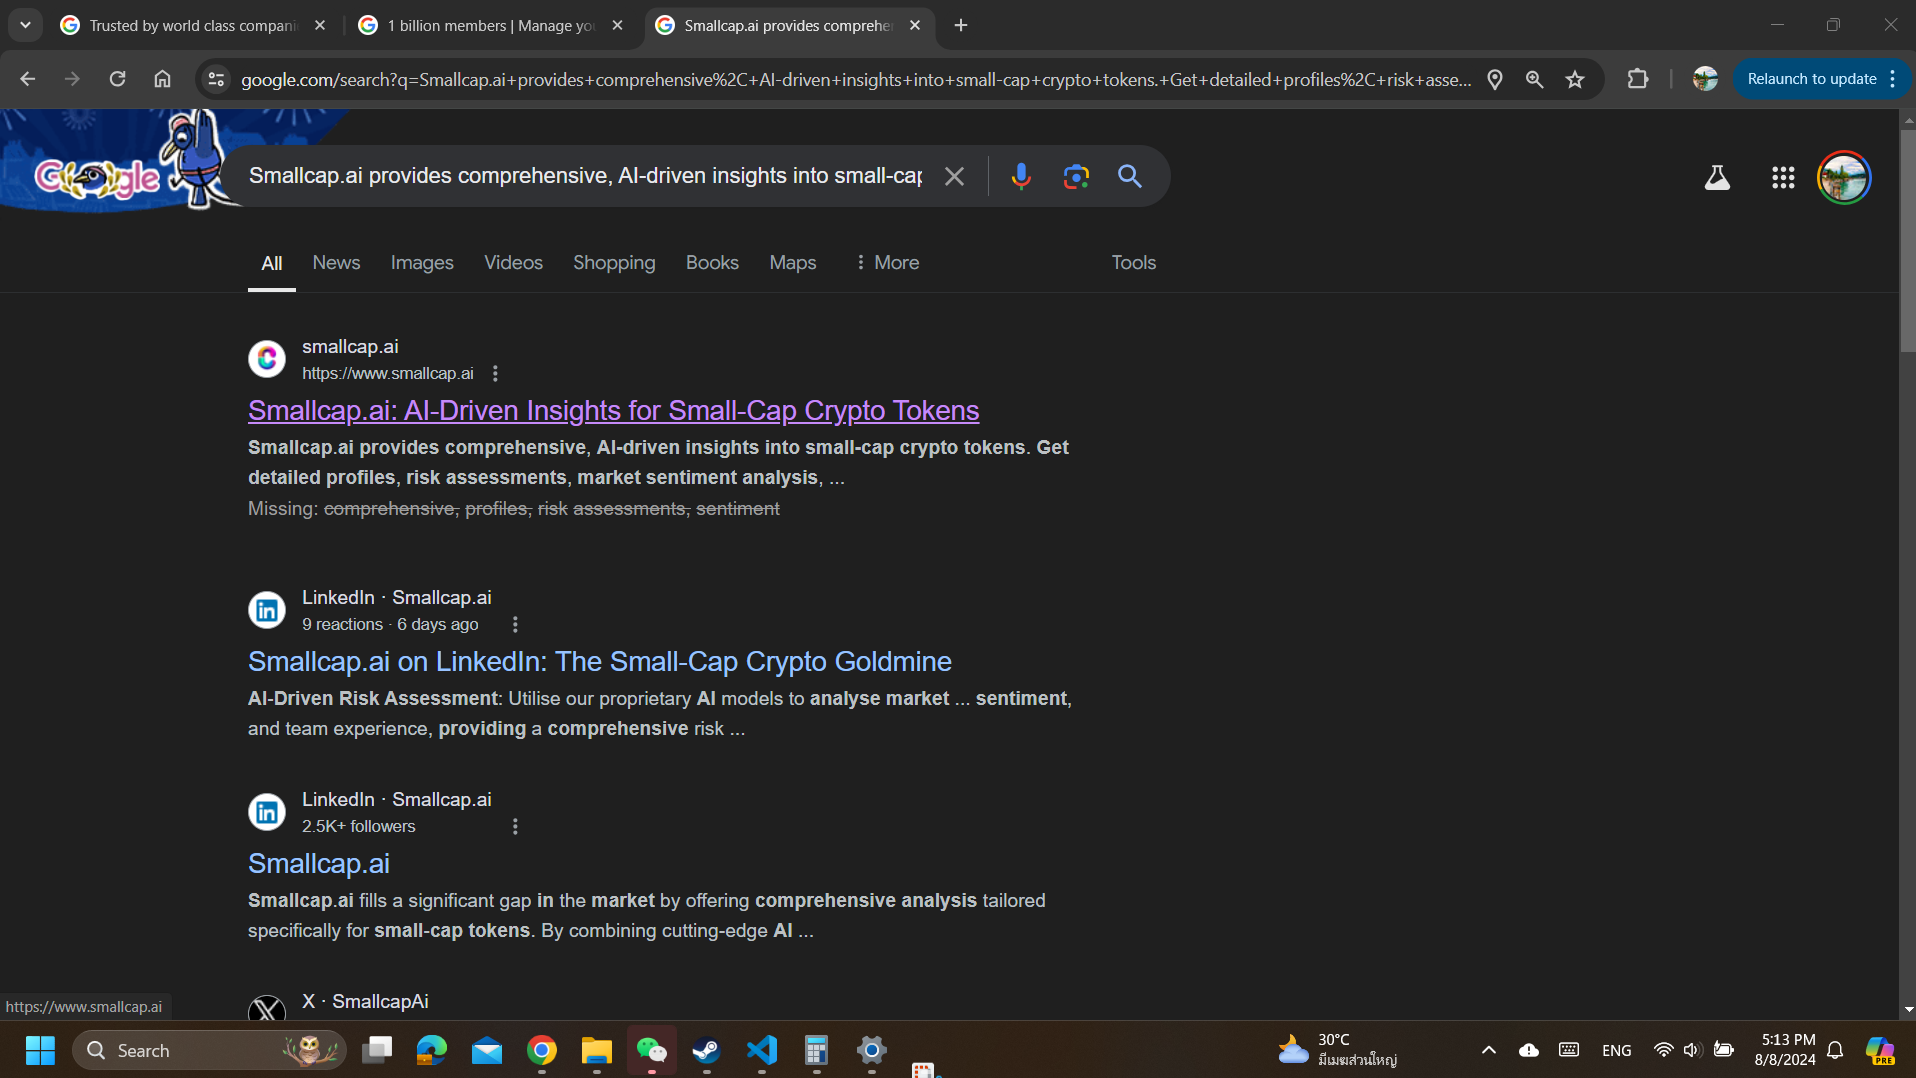 Trusted by world class compani
1 billion members | Manage yo
Smallcap.ai provides compreher
google.com/search?q=Smallcap.ai+provides+comprehensive%2C+AI-driven+insights+into+small-cap+crypto+tokens.+Get+detailed+profiles%2C+risk+asse...
Relaunch to update
Google
Smallcap.ai provides comprehensive, AI-driven insights into small-cap
All
News
Images
Videos
Shopping
Books
Maps
More
Tools
smallcap.ai
https://www.smallcap.ai
Smallcap.ai: AI-Driven Insights for Small-Cap Crypto Tokens
Smallcap.ai provides comprehensive, AI-driven insights into small-cap crypto tokens. Get
detailed profiles, risk assessments, market sentiment analysis, ...
Missing: comprehensive, profiles, risk assessments, sentiment
LinkedIn · Smallcap.ai
9 reactions · 6 days ago
Smallcap.ai on LinkedIn: The Small-Cap Crypto Goldmine
AI-Driven Risk Assessment: Utilise our proprietary AI models to analyse market ... sentiment,
and team experience, providing a comprehensive risk ...
LinkedIn · Smallcap.ai
2.5K+ followers
Smallcap.ai
Smallcap.ai fills a significant gap in the market by offering comprehensive analysis tailored
specifically for small-cap tokens. By combining cutting-edge AI ...
X · SmallcapAi
https://www.smallcap.ai
Search
30°C
มีเมฆส่วนใหญ่
ENG
5:13 PM
8/8/2024
PRE